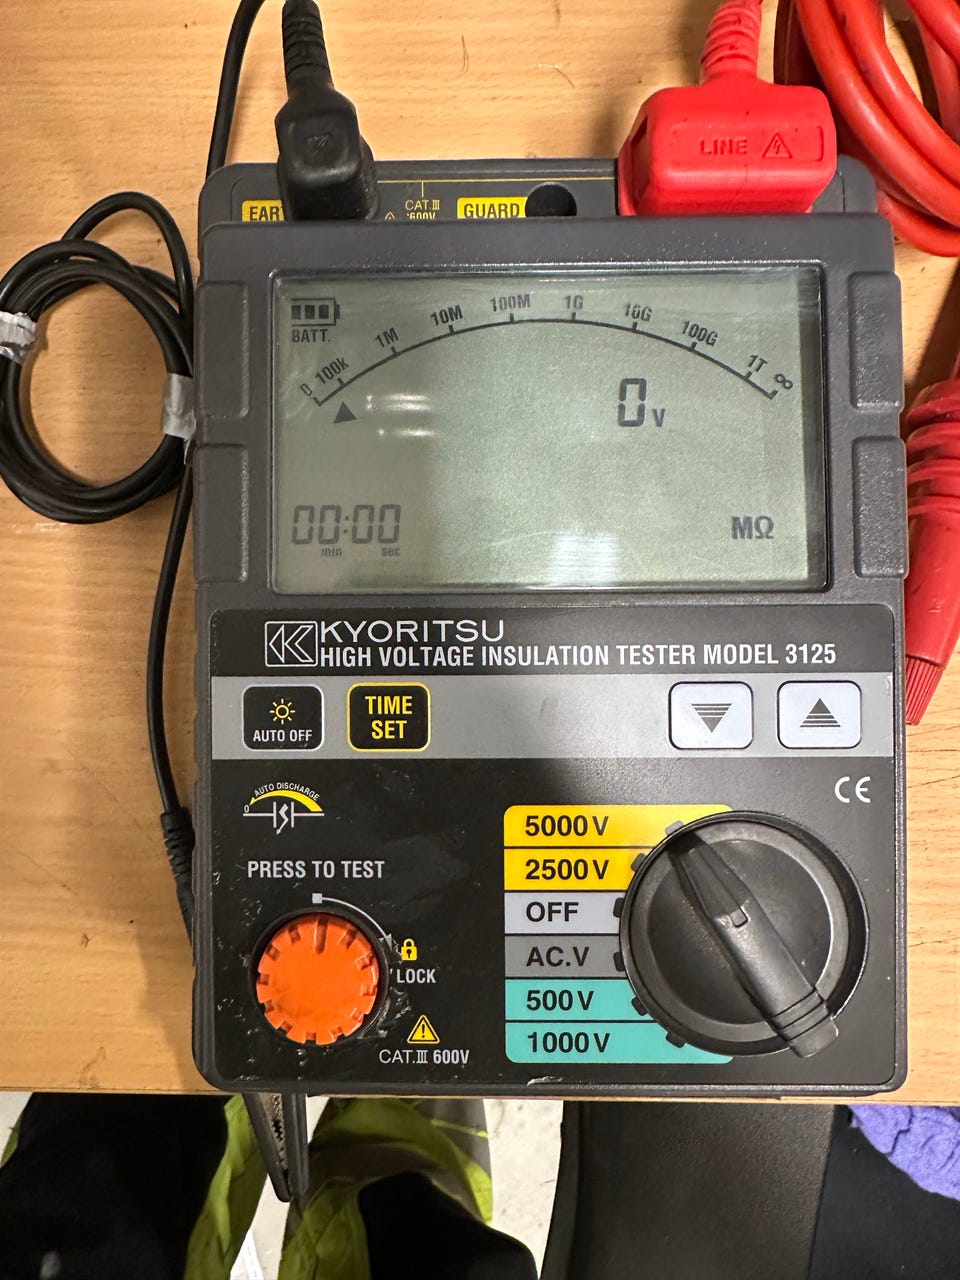 LINE
CAT.III
600V
EAR
GUARD
BATT.
0 100k 1M 10M 100M 1G 10G 100G 1T ∞
0 V
00:00
min sec
MΩ
KYORITSU
HIGH VOLTAGE INSULATION TESTER MODEL 3125
AUTO OFF
TIME
SET
CE
AUTO DISCHARGE
0
PRESS TO TEST
LOCK
CAT.III 600V
5000V
2500V
OFF
AC.V
500V
1000V